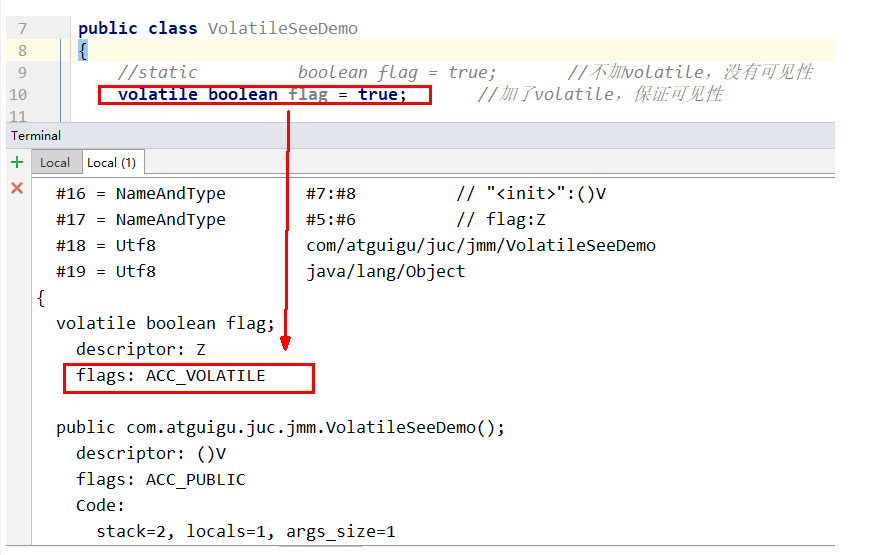 7 public class VolatileSeeDemo
8 {
9 //static boolean flag = true; //不加volatile，没有可见性
10 volatile boolean flag = true; //加了volatile，保证可见性
11
Terminal
+ Local Local (1)
#16 = NameAndType #7:#8 // "<init>":()V
#17 = NameAndType #5:#6 // flag:Z
#18 = Utf8 com/atguigu/juc/jmm/VolatileSeeDemo
#19 = Utf8 java/lang/Object
{
volatile boolean flag;
descriptor: Z
flags: ACC_VOLATILE
public com.atguigu.juc.jmm.VolatileSeeDemo();
descriptor: ()V
flags: ACC_PUBLIC
Code:
stack=2, locals=1, args_size=1